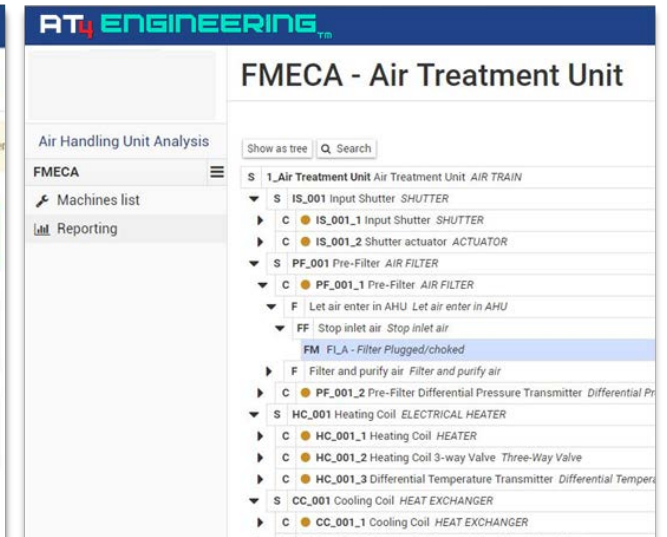 AT4 ENGINEERING TM
FMECA - Air Treatment Unit
Air Handling Unit Analysis
FMECA
Machines list
Reporting
Show as tree Search
S 1_Air Treatment Unit Air Treatment Unit AIR TRAIN
S IS_001 Input Shutter SHUTTER
C IS_001_1 Input Shutter SHUTTER
C IS_001_2 Shutter actuator ACTUATOR
S PF_001 Pre-Filter AIR FILTER
C PF_001_1 Pre-Filter AIR FILTER
F Let air enter in AHU Let air enter in AHU
FF Stop inlet air Stop inlet air
FM FI_A - Filter Plugged/choked
F Filter and purify air Filter and purify air
C PF_001_2 Pre-Filter Differential Pressure Transmitter Differential Pr
S HC_001 Heating Coil ELECTRICAL HEATER
C HC_001_1 Heating Coil HEATER
C HC_001_2 Heating Coil 3-way Valve Three-Way Valve
C HC_001_3 Differential Temperature Transmitter Differential Tempera
S CC_001 Cooling Coil HEAT EXCHANGER
C CC_001_1 Cooling Coil HEAT EXCHANGER